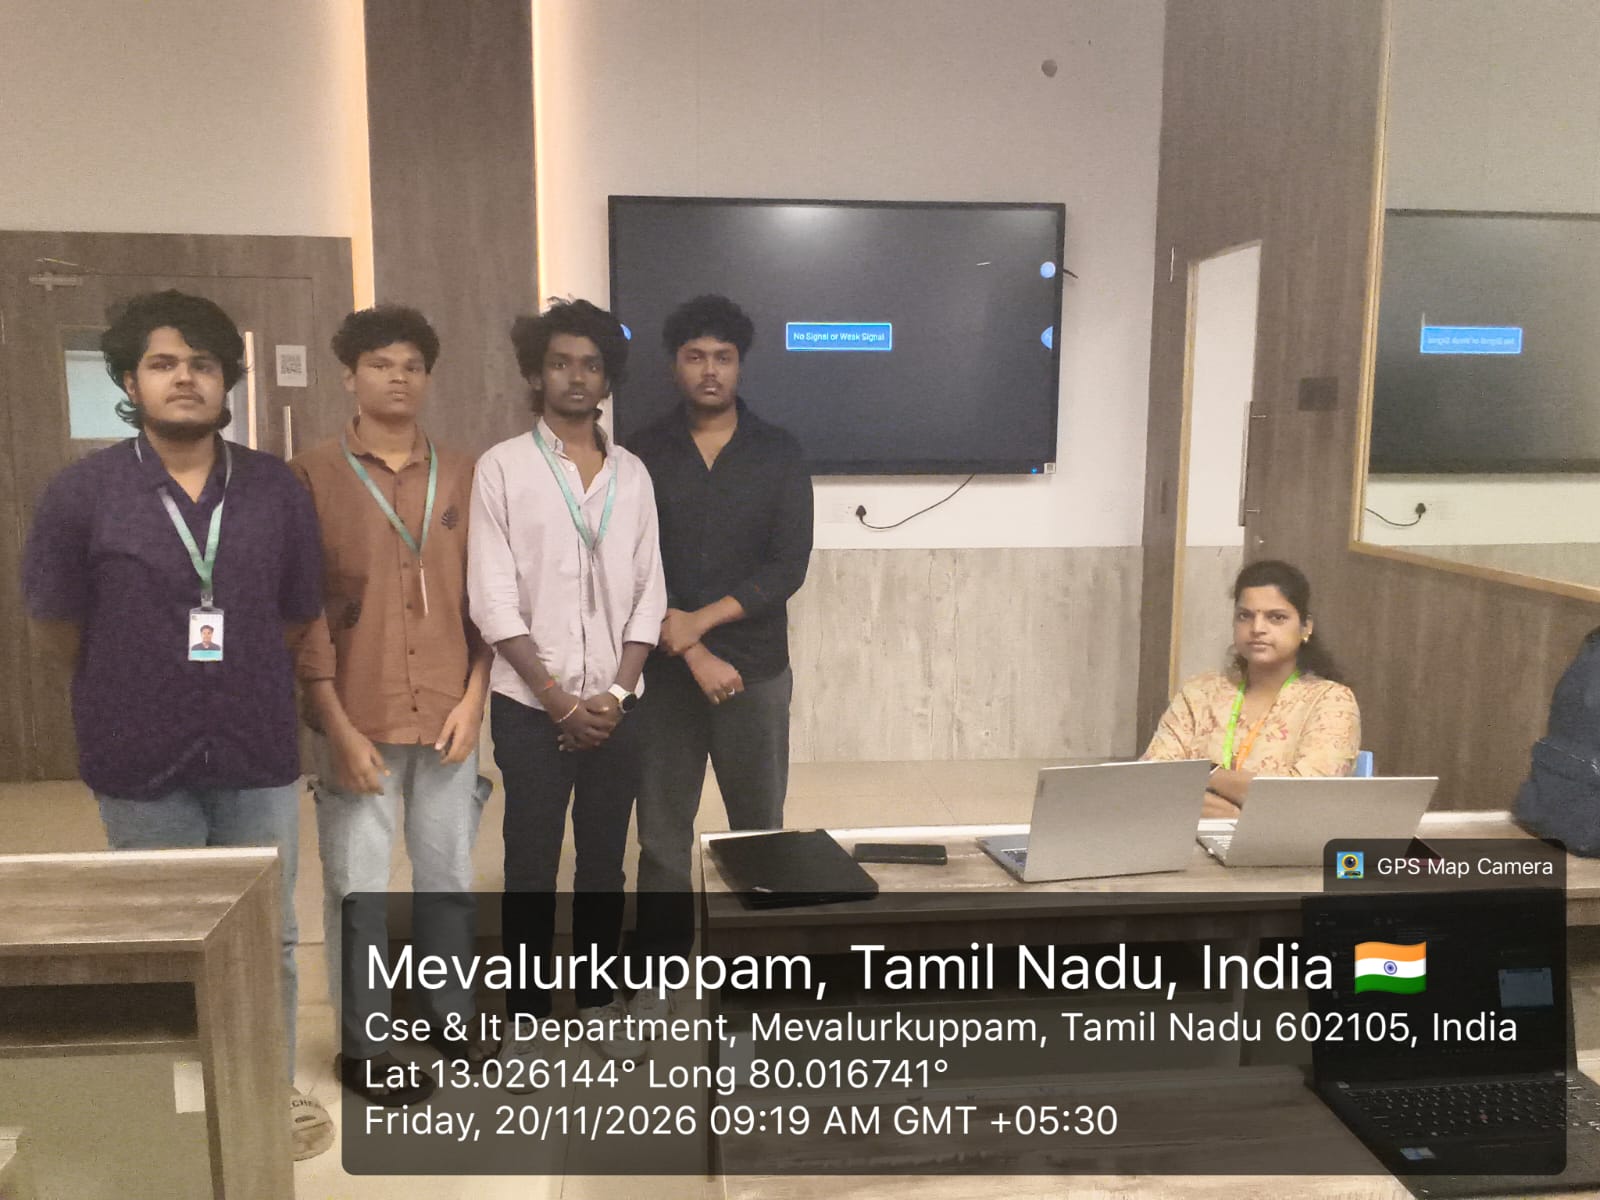 No Signal or Weak Signal
GPS Map Camera
Mevalurkuppam, Tamil Nadu, India
Cse & It Department, Mevalurkuppam, Tamil Nadu 602105, India
Lat 13.026144° Long 80.016741°
Friday, 20/11/2026 09:19 AM GMT +05:30